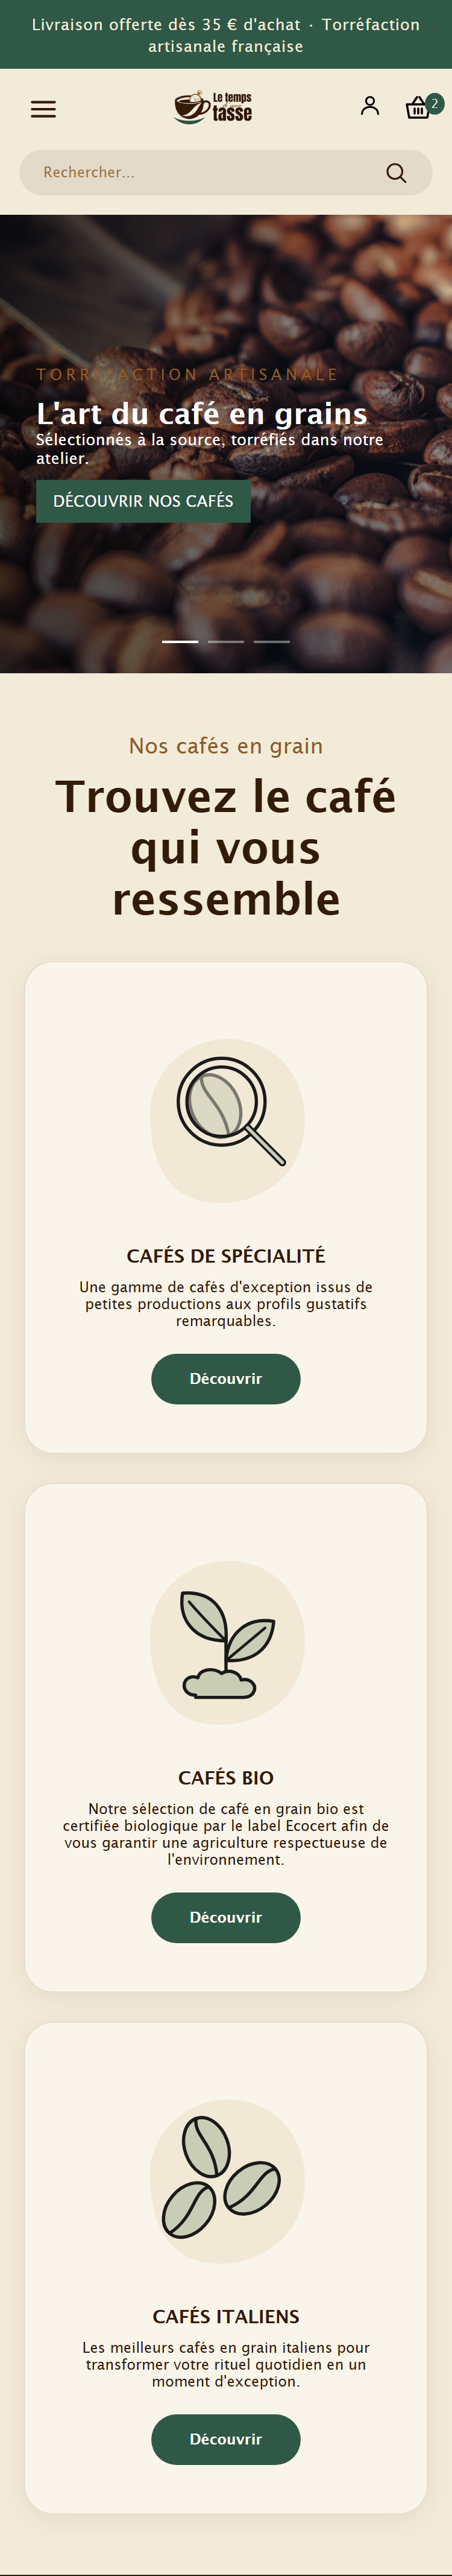 Livraison offerte dès 35 € d'achat · Torréfaction
artisanale française
Le temps
tasse
2
Rechercher...
TORRÉFACTION ARTISANALE
L'art du café en grains
Sélectionnés à la source, torréfiés dans notre
atelier.
DÉCOUVRIR NOS CAFÉS
Nos cafés en grain
Trouvez le café
qui vous
ressemble
CAFÉS DE SPÉCIALITÉ
Une gamme de cafés d'exception issus de
petites productions aux profils gustatifs
remarquables.
Découvrir
CAFÉS BIO
Notre sélection de café en grain bio est
certifiée biologique par le label Ecocert afin de
vous garantir une agriculture respectueuse de
l'environnement.
Découvrir
CAFÉS ITALIENS
Les meilleurs cafés en grain italiens pour
transformer votre rituel quotidien en un
moment d'exception.
Découvrir